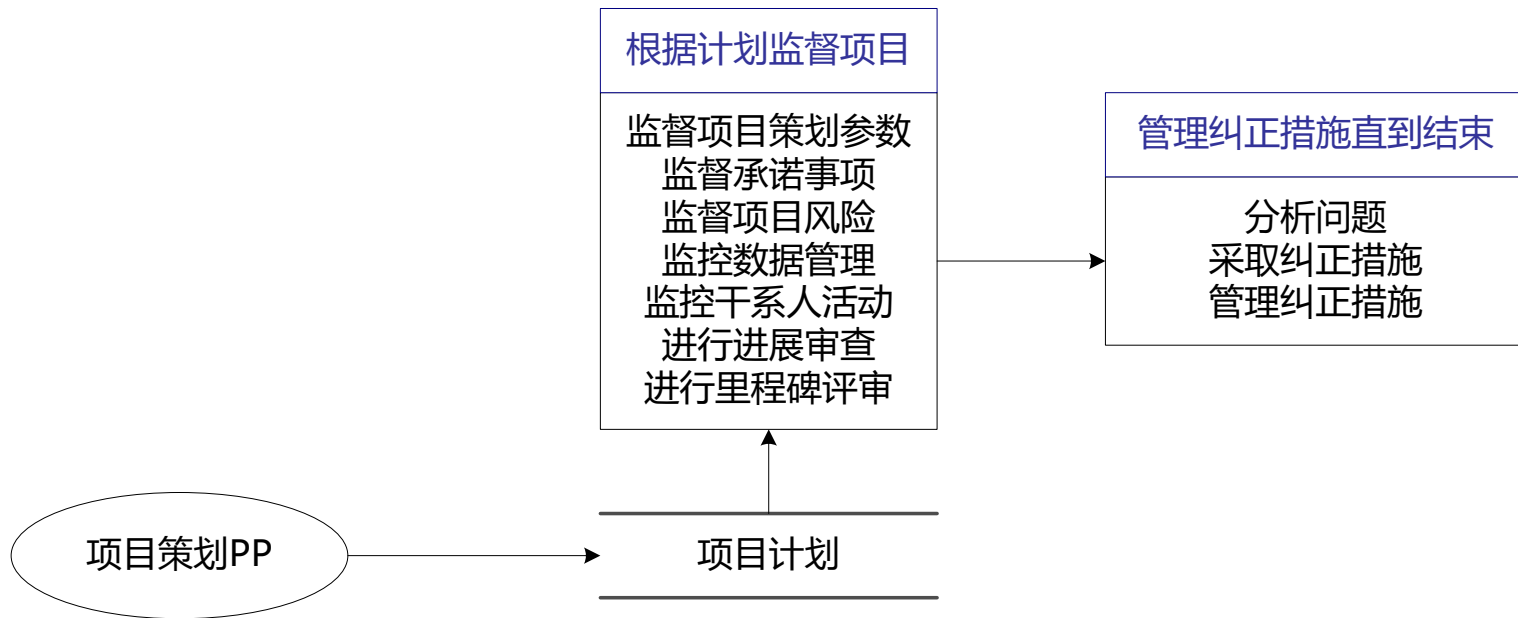 根据计划监督项目
监督项目策划参数
监督承诺事项
监督项目风险
监控数据管理
监控干系人活动
进行进展审查
进行里程碑评审
管理纠正措施直到结束
分析问题
采取纠正措施
管理纠正措施
项目策划PP
项目计划